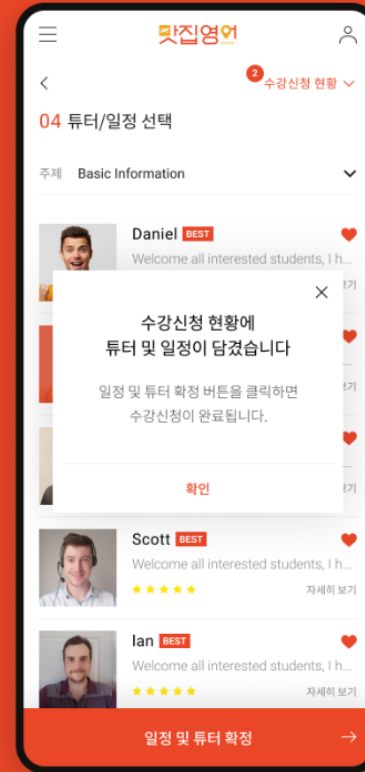 맛집영어
2
수강신청 현황
04 튜터/일정 선택
주제 Basic Information
Daniel BEST
Welcome all interested students, I h...
보기
수강신청 현황에
튜터 및 일정이 담겼습니다
일정 및 튜터 확정 버튼을 클릭하면
수강신청이 완료됩니다.
확인
...
보기
...
보기
Scott BEST
Welcome all interested students, I h...
자세히 보기
Ian BEST
Welcome all interested students, I h...
자세히 보기
일정 및 튜터 확정